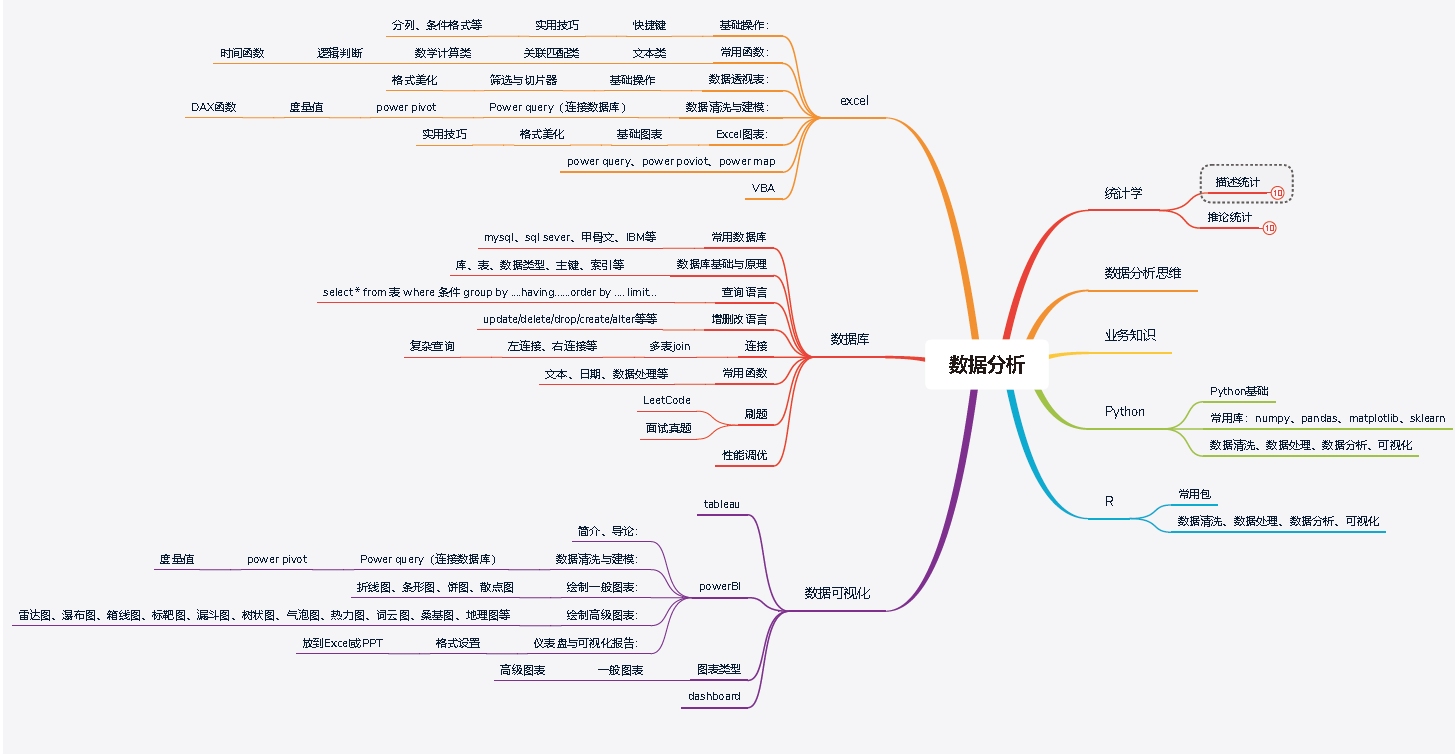 数据分析
excel
基础操作：
快捷键
实用技巧
分列、条件格式等
常用函数：
文本类
关联匹配类
数学计算类
逻辑判断
时间函数
数据透视表：
基础操作
筛选与切片器
格式美化
数据清洗与建模：
Power query（连接数据库）
power pivot
度量值
DAX函数
Excel图表：
基础图表
格式美化
实用技巧
power query、power poviot、power map
VBA
数据库
常用数据库
mysql、sql sever、甲骨文、IBM等
数据库基础与原理
库、表、数据类型、主键、索引等
查询语言
select * from 表 where 条件 group by ....having......order by .... limit...
增删改语言
update/delete/drop/create/alter等等
连接
多表join
左连接、右连接等
复杂查询
常用函数
文本、日期、数据处理等
刷题
LeetCode
面试真题
性能调优
数据可视化
tableau
powerBI
简介、导论：
数据清洗与建模：
Power query（连接数据库）
power pivot
度量值
绘制一般图表：
折线图、条形图、饼图、散点图
绘制高级图表：
雷达图、瀑布图、箱线图、标靶图、漏斗图、树状图、气泡图、热力图、词云图、桑基图、地理图等
仪表盘与可视化报告：
格式设置
放到Excel或PPT
图表类型
一般图表
高级图表
dashboard
统计学
描述统计
10
推论统计
10
数据分析思维
业务知识
Python
Python基础
常用库：numpy、pandas、matplotlib、sklearn
数据清洗、数据处理、数据分析、可视化
R
常用包
数据清洗、数据处理、数据分析、可视化